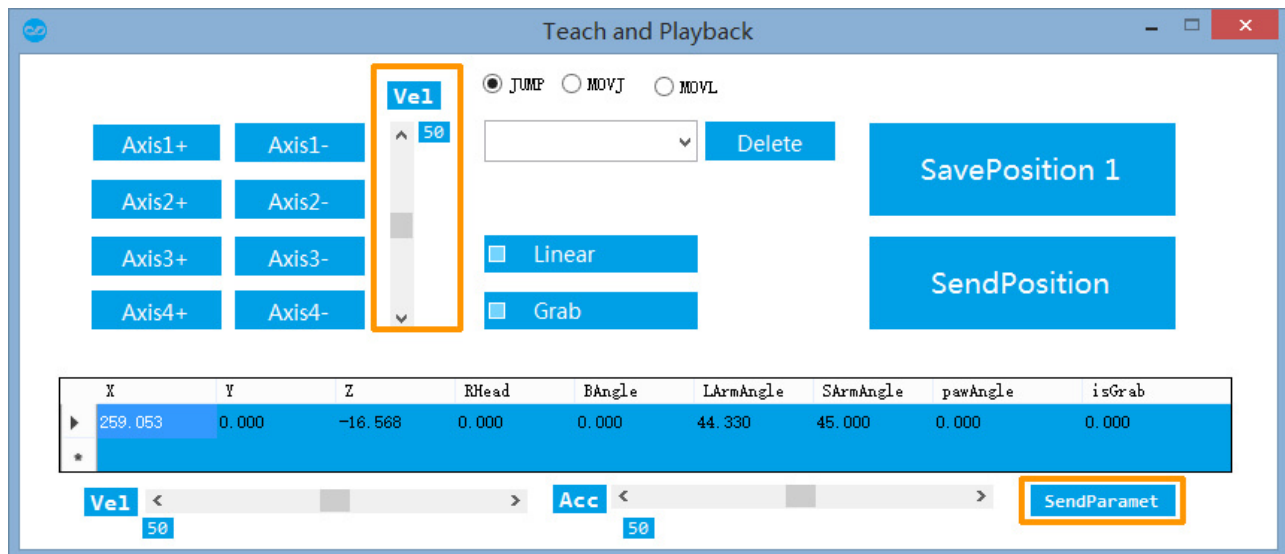 Teach and Playback
Vel
JUMP MOVJ MOVL
50
Axis1+ Axis1- Delete
SavePosition 1
Axis2+ Axis2-
Axis3+ Axis3- Linear
SendPosition
Axis4+ Axis4- Grab
X Y Z RHead BAngle LArmAngle SArmAngle pawAngle isGrab
259.053 0.000 -16.568 0.000 0.000 44.330 45.000 0.000 0.000
Vel Acc SendParamet
50 50